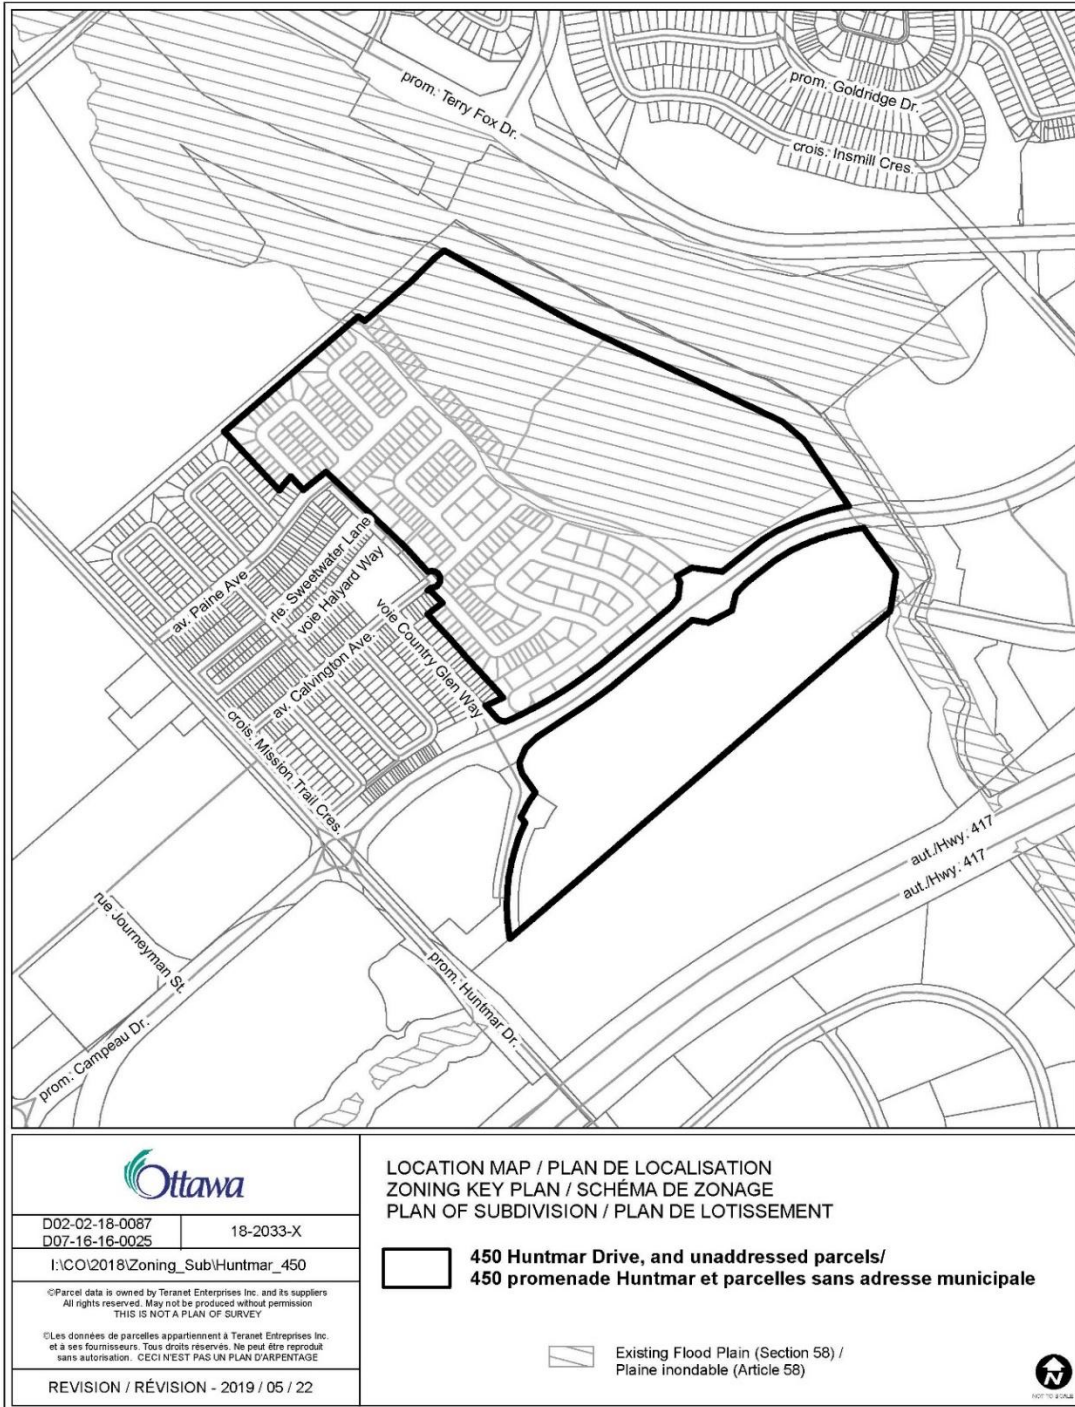 prom. Terry Fox Dr.
prom. Goldridge Dr.
crois. Insmill Cres.
av. Paine Ave
rle. Sweetwater Lane
voie Halyard Way
av. Calvington Ave.
voie Country Glen Way
crois. Mission Trail Cres.
aut./Hwy. 417
aut./Hwy. 417
rue Journeyman St.
prom. Huntmar Dr.
prom. Campeau Dr.
Ottawa
D02-02-18-0087
D07-16-16-0025
18-2033-X
I:\CO\2018\Zoning_Sub\Huntmar_450
©Parcel data is owned by Teranet Enterprises Inc. and its suppliers
All rights reserved. May not be produced without permission
THIS IS NOT A PLAN OF SURVEY
©Les données de parcelles appartiennent à Teranet Entreprises Inc.
et à ses fournisseurs. Tous droits réservés. Ne peut être reproduit
sans autorisation. CECI N'EST PAS UN PLAN D'ARPENTAGE
REVISION / RÉVISION - 2019 / 05 / 22
LOCATION MAP / PLAN DE LOCALISATION
ZONING KEY PLAN / SCHÉMA DE ZONAGE
PLAN OF SUBDIVISION / PLAN DE LOTISSEMENT
450 Huntmar Drive, and unaddressed parcels/
450 promenade Huntmar et parcelles sans adresse municipale
Existing Flood Plain (Section 58) /
Plaine inondable (Article 58)
N
NOT TO SCALE